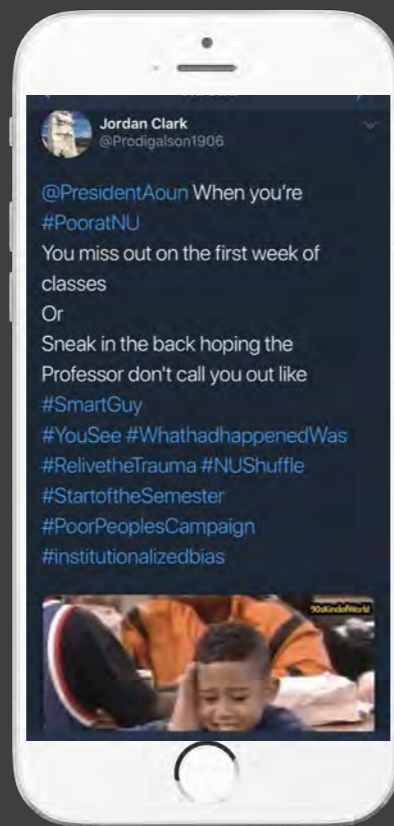 Jordan Clark
@Prodigalson1906
@PresidentAoun When you're
#PooratNU
You miss out on the first week of
classes
Or
Sneak in the back hoping the
Professor don't call you out like
#SmartGuy
#YouSee #WhathadhappenedWas
#RelivetheTrauma #NUShuffle
#StartoftheSemester
#PoorPeoplesCampaign
#institutionalizedbias
90sKindofWorld